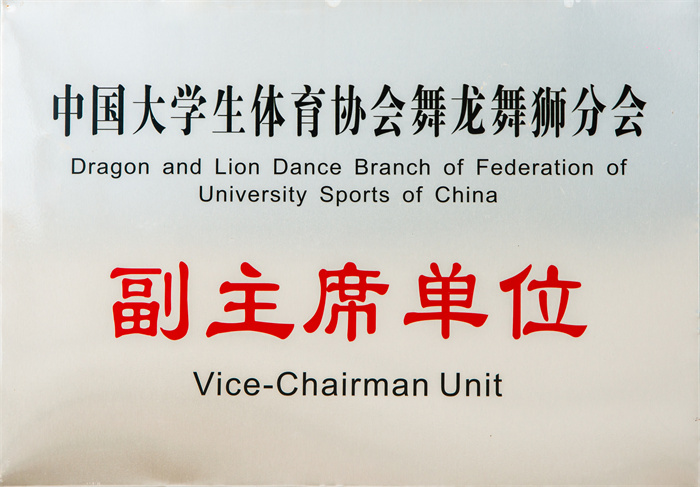 中国大学生体育协会舞龙舞狮分会
Dragon and Lion Dance Branch of Federation of
University Sports of China
副主席单位
Vice-Chairman Unit